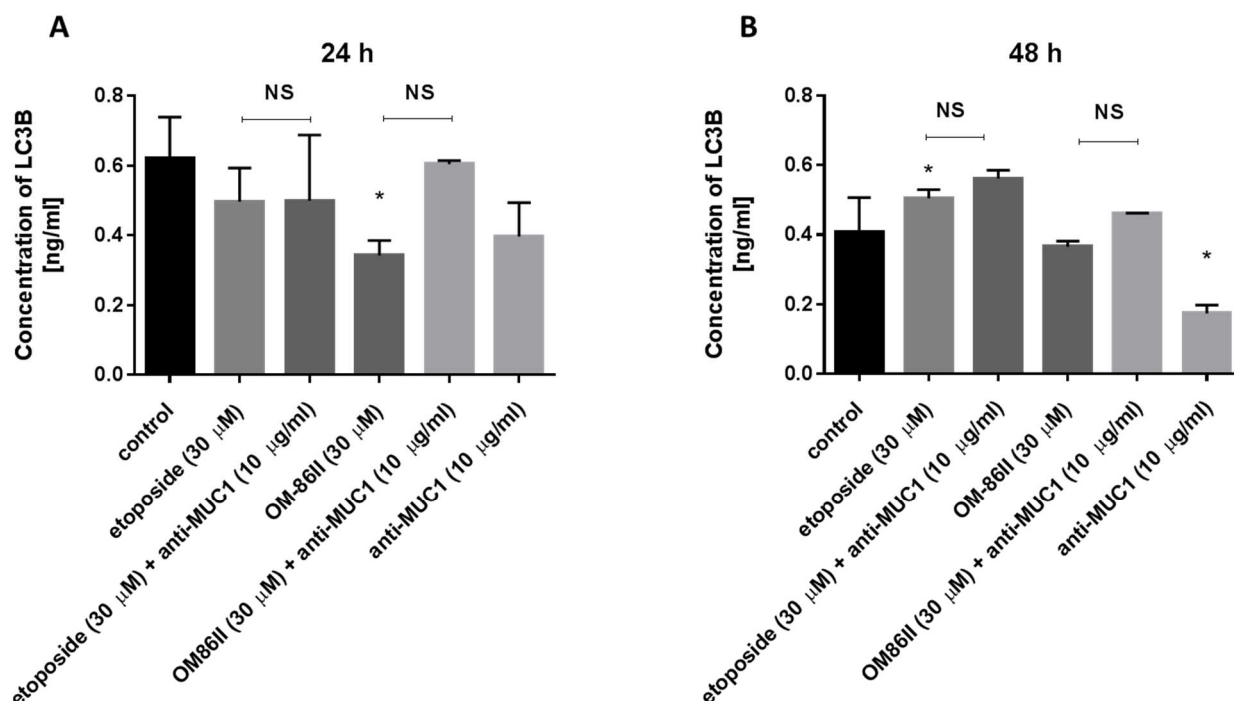 A
24 h
Concentration of LC3B
[ng/ml]
0.8
0.6
0.4
0.2
0.0
NS
NS
*
control
etoposide (30 μM)
etoposide (30 μM) + anti-MUC1 (10 μg/ml)
OM-86II (30 μM)
OM86II (30 μM) + anti-MUC1 (10 μg/ml)
anti-MUC1 (10 μg/ml)
B
48 h
Concentration of LC3B
[ng/ml]
0.8
0.6
0.4
0.2
0.0
NS
NS
*
*
control
etoposide (30 μM)
etoposide (30 μM) + anti-MUC1 (10 μg/ml)
OM-86II (30 μM)
OM86II (30 μM) + anti-MUC1 (10 μg/ml)
anti-MUC1 (10 μg/ml)